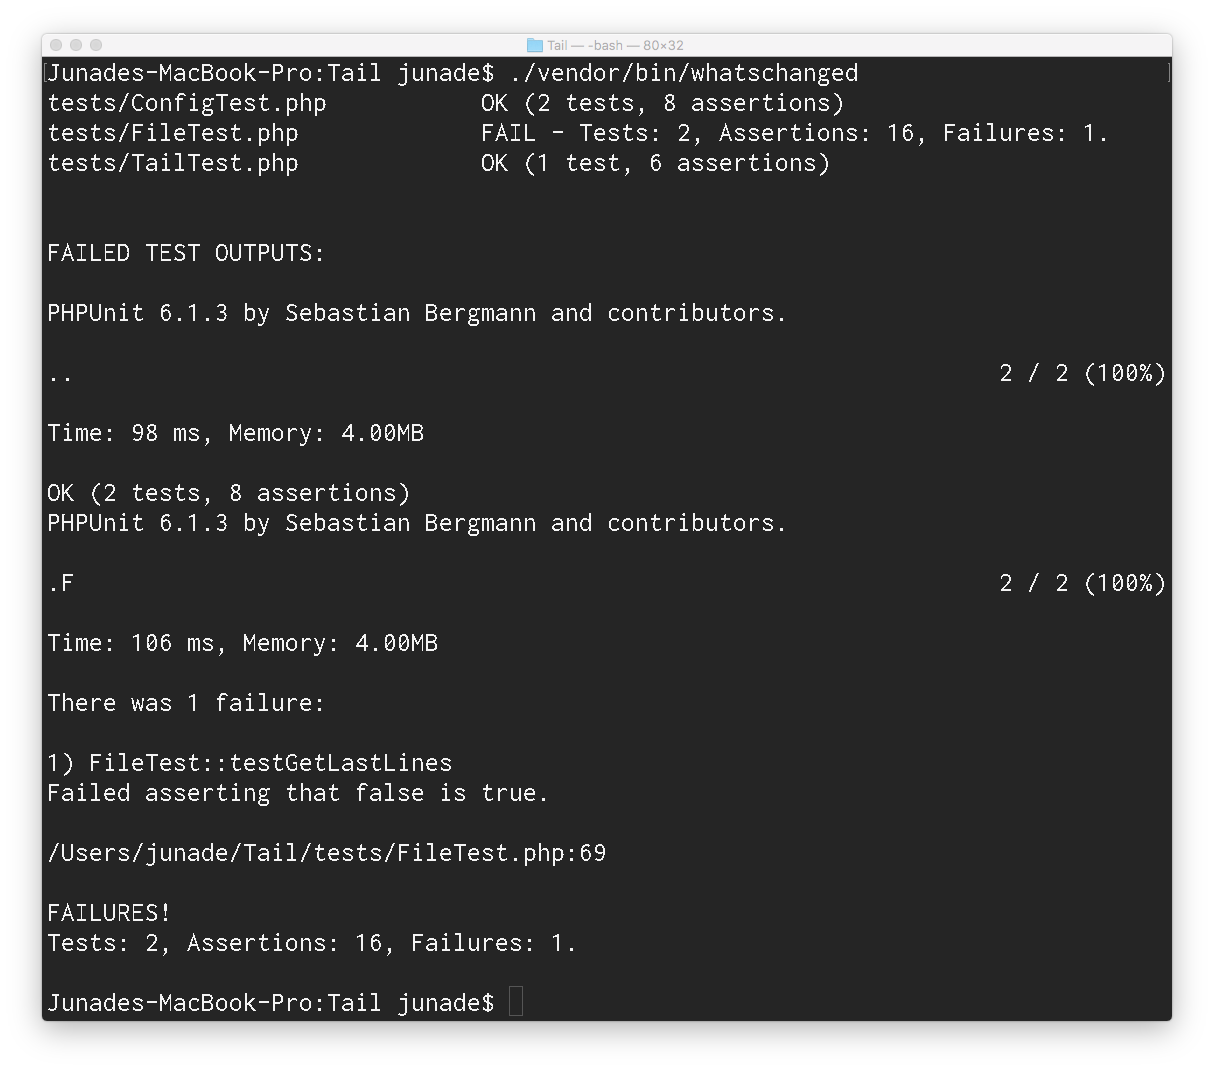 Tail — -bash — 80×32
[Junades-MacBook-Pro:Tail junade$ ./vendor/bin/whatschanged ]
tests/ConfigTest.php OK (2 tests, 8 assertions)
tests/FileTest.php FAIL - Tests: 2, Assertions: 16, Failures: 1.
tests/TailTest.php OK (1 test, 6 assertions)
FAILED TEST OUTPUTS:
PHPUnit 6.1.3 by Sebastian Bergmann and contributors.
.. 2 / 2 (100%)
Time: 98 ms, Memory: 4.00MB
OK (2 tests, 8 assertions)
PHPUnit 6.1.3 by Sebastian Bergmann and contributors.
.F 2 / 2 (100%)
Time: 106 ms, Memory: 4.00MB
There was 1 failure:
1) FileTest::testGetLastLines
Failed asserting that false is true.
/Users/junade/Tail/tests/FileTest.php:69
FAILURES!
Tests: 2, Assertions: 16, Failures: 1.
Junades-MacBook-Pro:Tail junade$